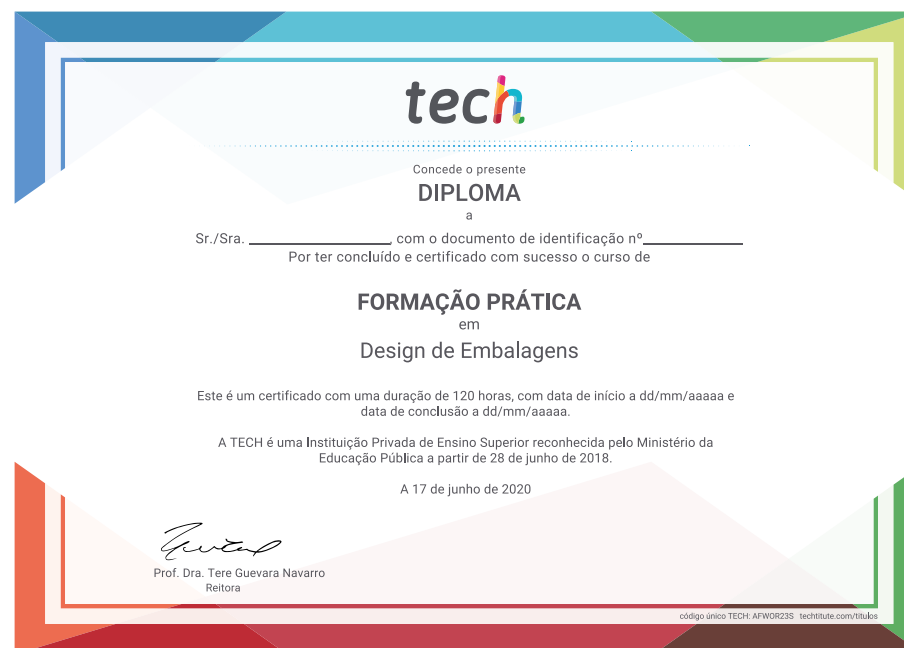 tech
Concede o presente
DIPLOMA
a
Sr./Sra. __________________, com o documento de identificação nº_____________
Por ter concluído e certificado com sucesso o curso de
FORMAÇÃO PRÁTICA
em
Design de Embalagens
Este é um certificado com uma duração de 120 horas, com data de início a dd/mm/aaaaa e
data de conclusão a dd/mm/aaaaa.
A TECH é uma Instituição Privada de Ensino Superior reconhecida pelo Ministério da
Educação Pública a partir de 28 de junho de 2018.
A 17 de junho de 2020
Prof. Dra. Tere Guevara Navarro
Reitora
código único TECH: AFWOR23S techtitute.com/titulos